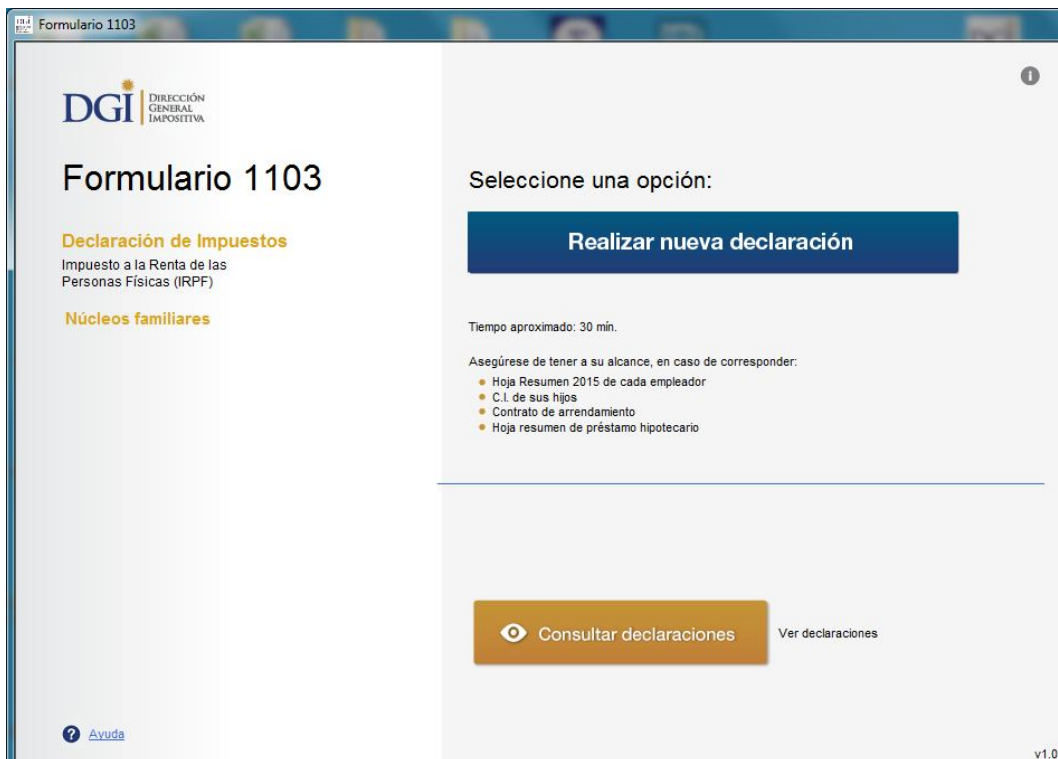 Formulario 1103
DGI
DIRECCIÓN
GENERAL
IMPOSITIVA
Formulario 1103
Declaración de Impuestos
Impuesto a la Renta de las
Personas Físicas (IRPF)
Núcleos familiares
Seleccione una opción:
Realizar nueva declaración
Tiempo aproximado: 30 mín.
Asegúrese de tener a su alcance, en caso de corresponder:
Hoja Resumen 2015 de cada empleador
C.I. de sus hijos
Contrato de arrendamiento
Hoja resumen de préstamo hipotecario
Consultar declaraciones
Ver declaraciones
? Ayuda
v1.0